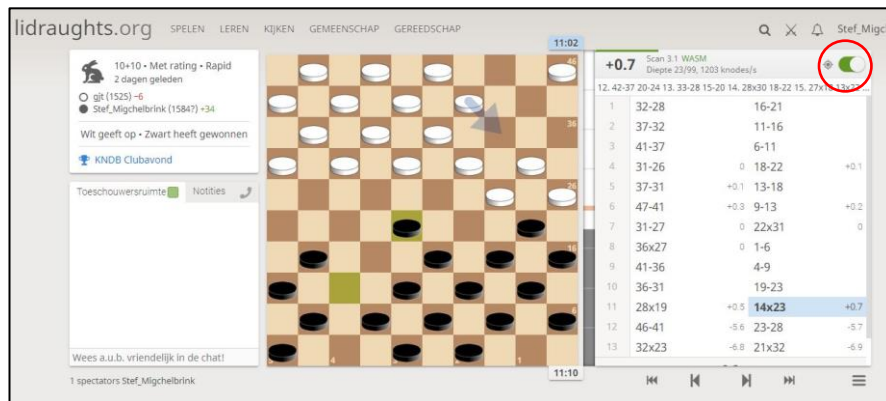 lidraughts.org SPELEN LEREN KIJKEN GEMEENSCHAP GEREEDSCHAP Stef_Migc
10+10 • Met rating • Rapid
2 dagen geleden
gjt (1525) −6
Stef_Migchelbrink (1584?) +34
Wit geeft op • Zwart heeft gewonnen
KNDB Clubavond
Toeschouwersruimte Notities
Wees a.u.b. vriendelijk in de chat!
1 spectators Stef_Migchelbrink
11:02
46
36
26
16
6
4
1
11:10
+0.7 Scan 3.1 WASM
Diepte 23/99, 1203 knodes/s
12. 42-37 20-24 13. 33-28 15-20 14. 28x30 18-22 15. 27x18 13x22 ...
1 32-28 16-21
2 37-32 11-16
3 41-37 6-11
4 31-26 0 18-22 +0.1
5 37-31 +0.1 13-18
6 47-41 +0.3 9-13 +0.2
7 31-27 0 22x31 0
8 36x27 0 1-6
9 41-36 4-9
10 36-31 19-23
11 28x19 +0.5 14x23 +0.7
12 46-41 -5.6 23-28 -5.7
13 32x23 -6.8 21x32 -6.9